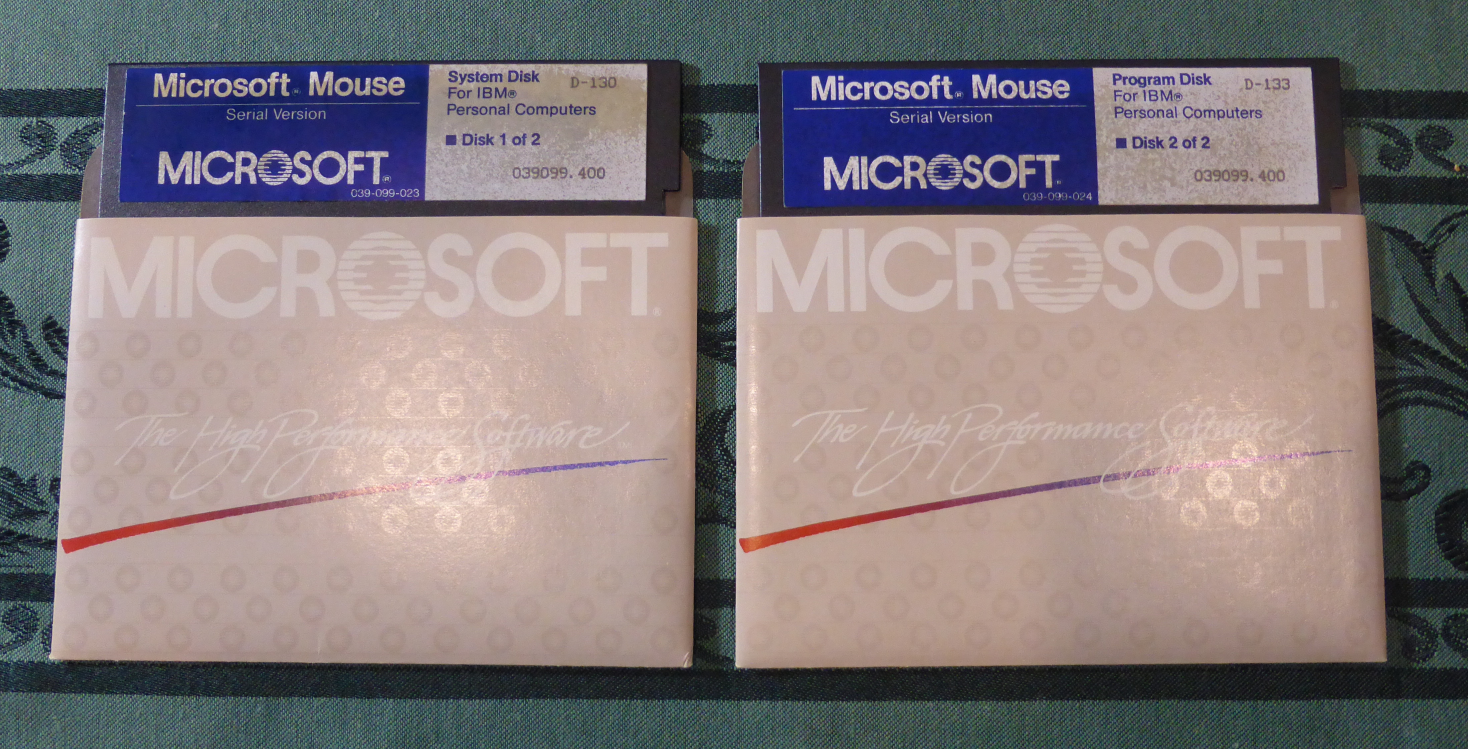 Microsoft® Mouse
Serial Version
MICROSOFT®
039-099-023
System Disk D-130
For IBM®
Personal Computers
■ Disk 1 of 2
039099.400
MICROSOFT®
The High Performance Software
Microsoft® Mouse
Serial Version
MICROSOFT®
039-099-024
Program Disk D-133
For IBM®
Personal Computers
■ Disk 2 of 2
039099.400
MICROSOFT®
The High Performance Software